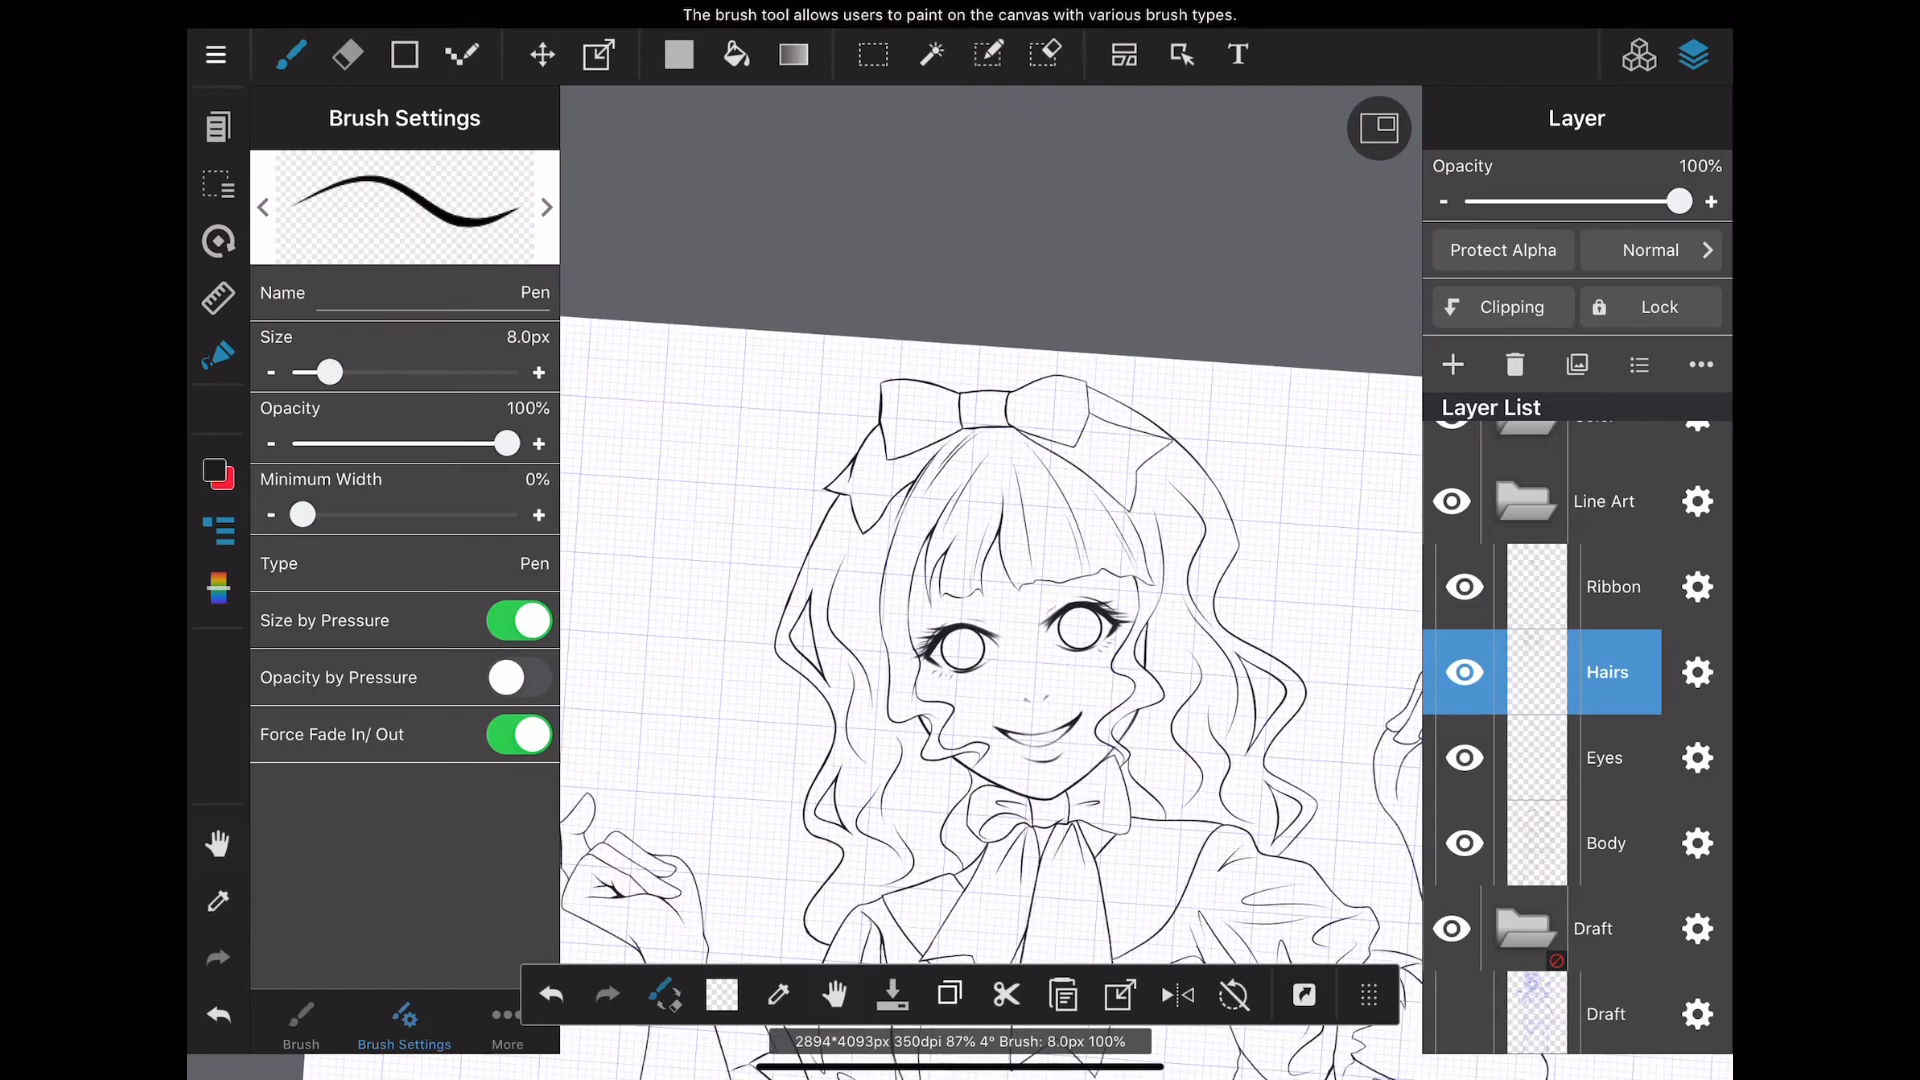 The brush tool allows users to paint on the canvas with various brush types.
T
Brush Settings
Name Pen
Size 8.0px
- +
Opacity 100%
- +
Minimum Width 0%
- +
Type Pen
Size by Pressure
Opacity by Pressure
Force Fade In/ Out
Brush
Brush Settings
More
2894*4093px 350dpi 87% 4° Brush: 8.0px 100%
Layer
Opacity 100%
- +
Protect Alpha
Normal
Clipping
Lock
Layer List
Line Art
Ribbon
Hairs
Eyes
Body
Draft
Draft